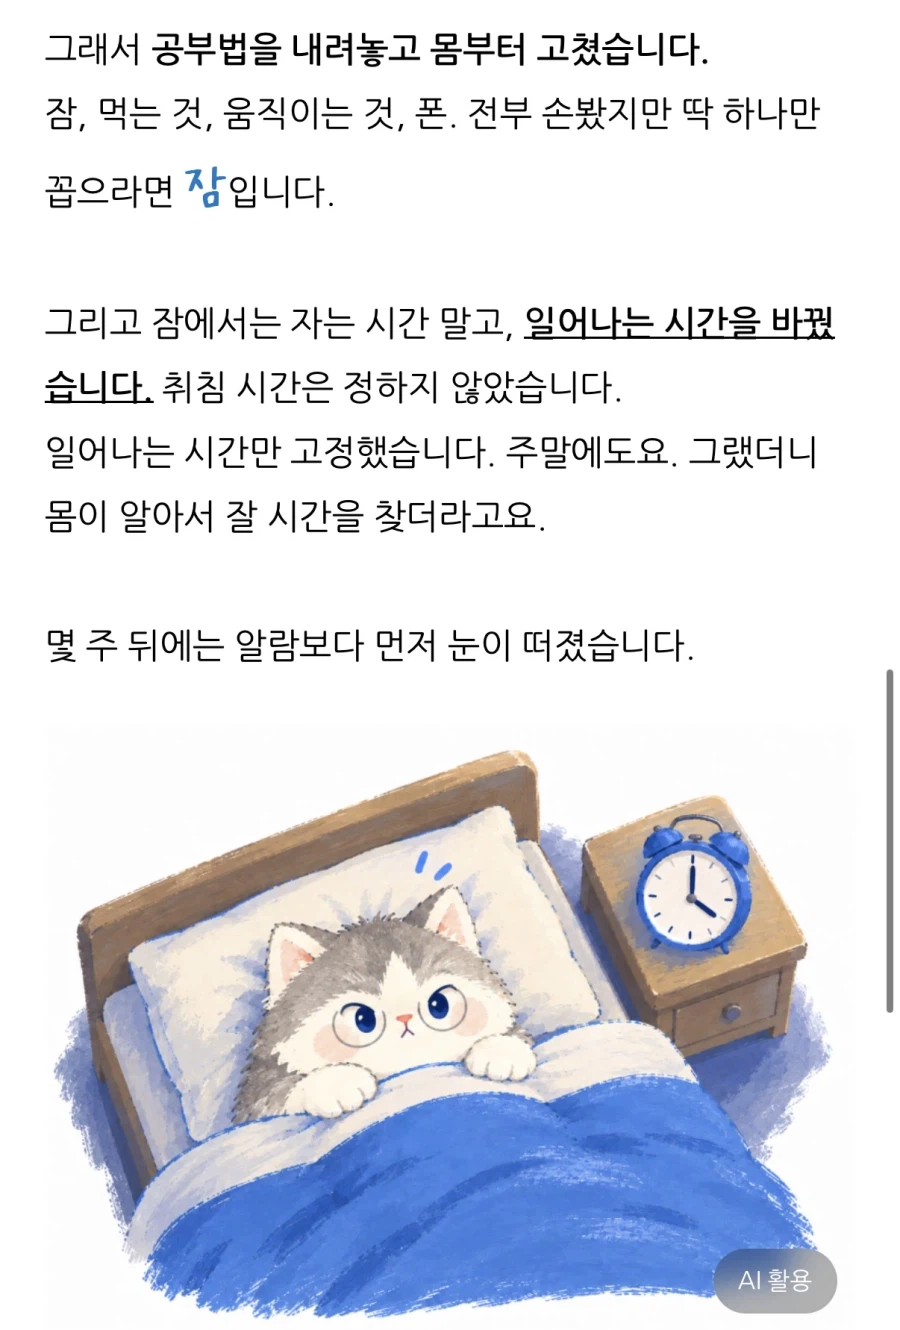 그래서 공부법을 내려놓고 몸부터 고쳤습니다.
잠, 먹는 것, 움직이는 것, 폰. 전부 손봤지만 딱 하나만
꼽으라면 잠입니다.
그리고 잠에서는 자는 시간 말고, 일어나는 시간을 바꿨
습니다. 취침 시간은 정하지 않았습니다.
일어나는 시간만 고정했습니다. 주말에도요. 그랬더니
몸이 알아서 잘 시간을 찾더라고요.
몇 주 뒤에는 알람보다 먼저 눈이 떠졌습니다.
AI 활용